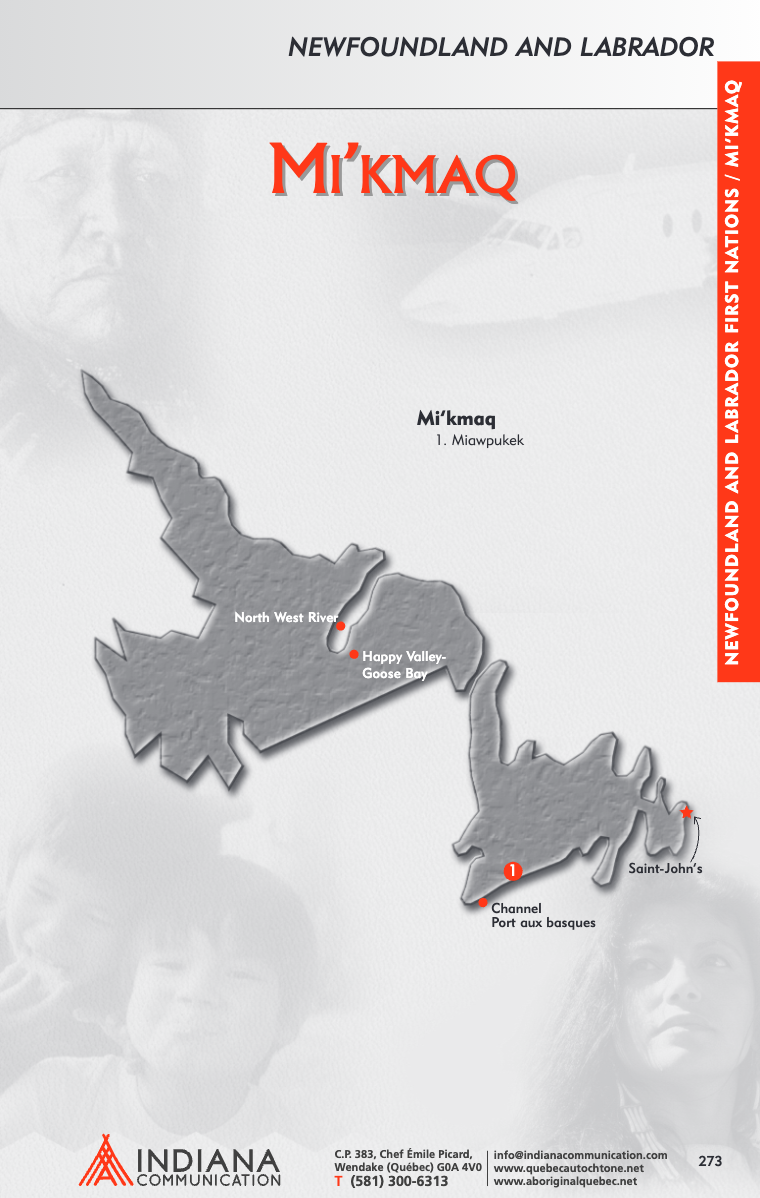 NEWFOUNDLAND AND LABRADOR
NEWFOUNDLAND AND LABRADOR FIRST NATIONS / MI'KMAQ
MI'KMAQ
Mi'kmaq
1. Miawpukek
North West River
Happy Valley-
Goose Bay
1
Saint-John's
Channel
Port aux basques
INDIANA
COMMUNICATION
C.P. 383, Chef Émile Picard,
Wendake (Québec) G0A 4V0
T (581) 300-6313
info@indianacommunication.com
www.quebecautochtone.net
www.aboriginalquebec.net
273